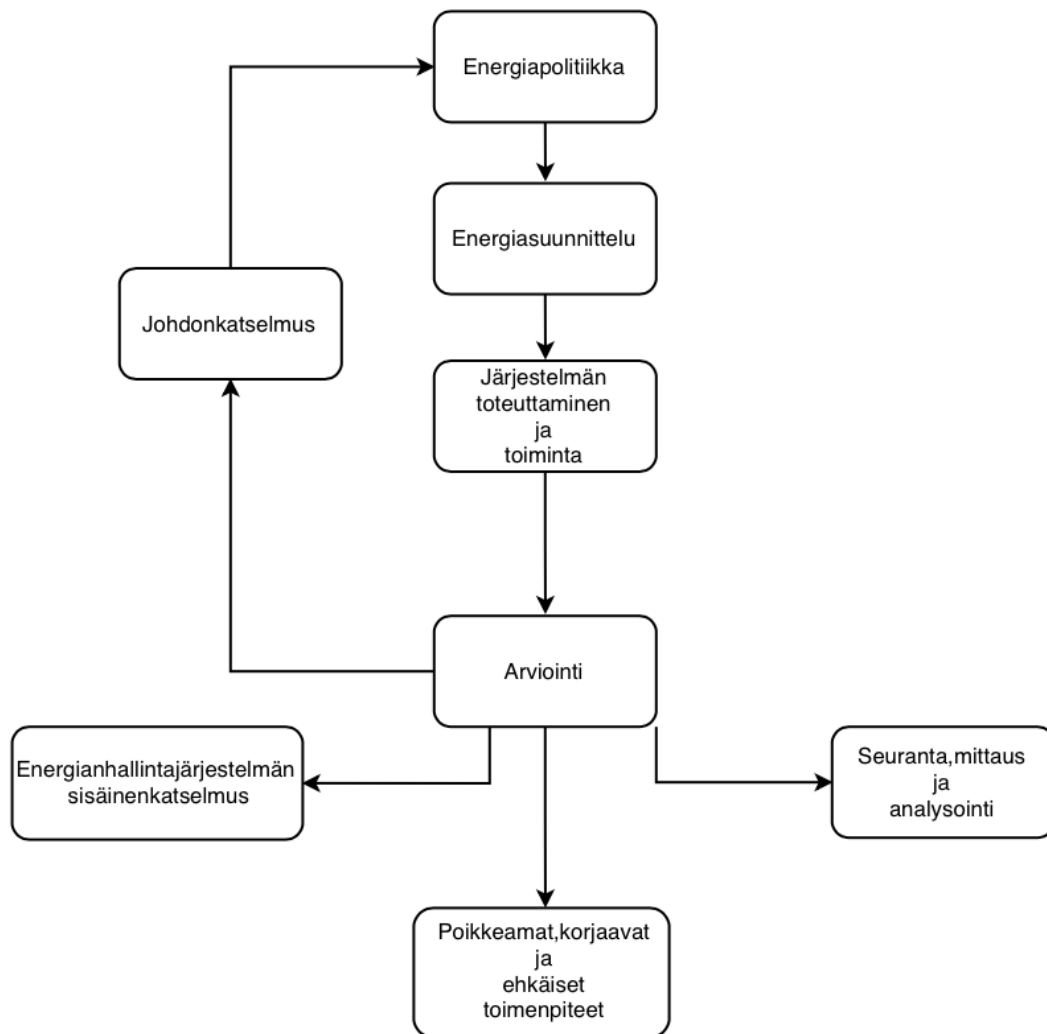 Energiapolitiikka
Energiasuunnittelu
Johdonkatselmus
Järjestelmän
toteuttaminen
ja
toiminta
Arviointi
Energianhallintajärjestelmän
sisäinenkatselmus
Seuranta,mittaus
ja
analysointi
Poikkeamat,korjaavat
ja
ehkäiset
toimenpiteet